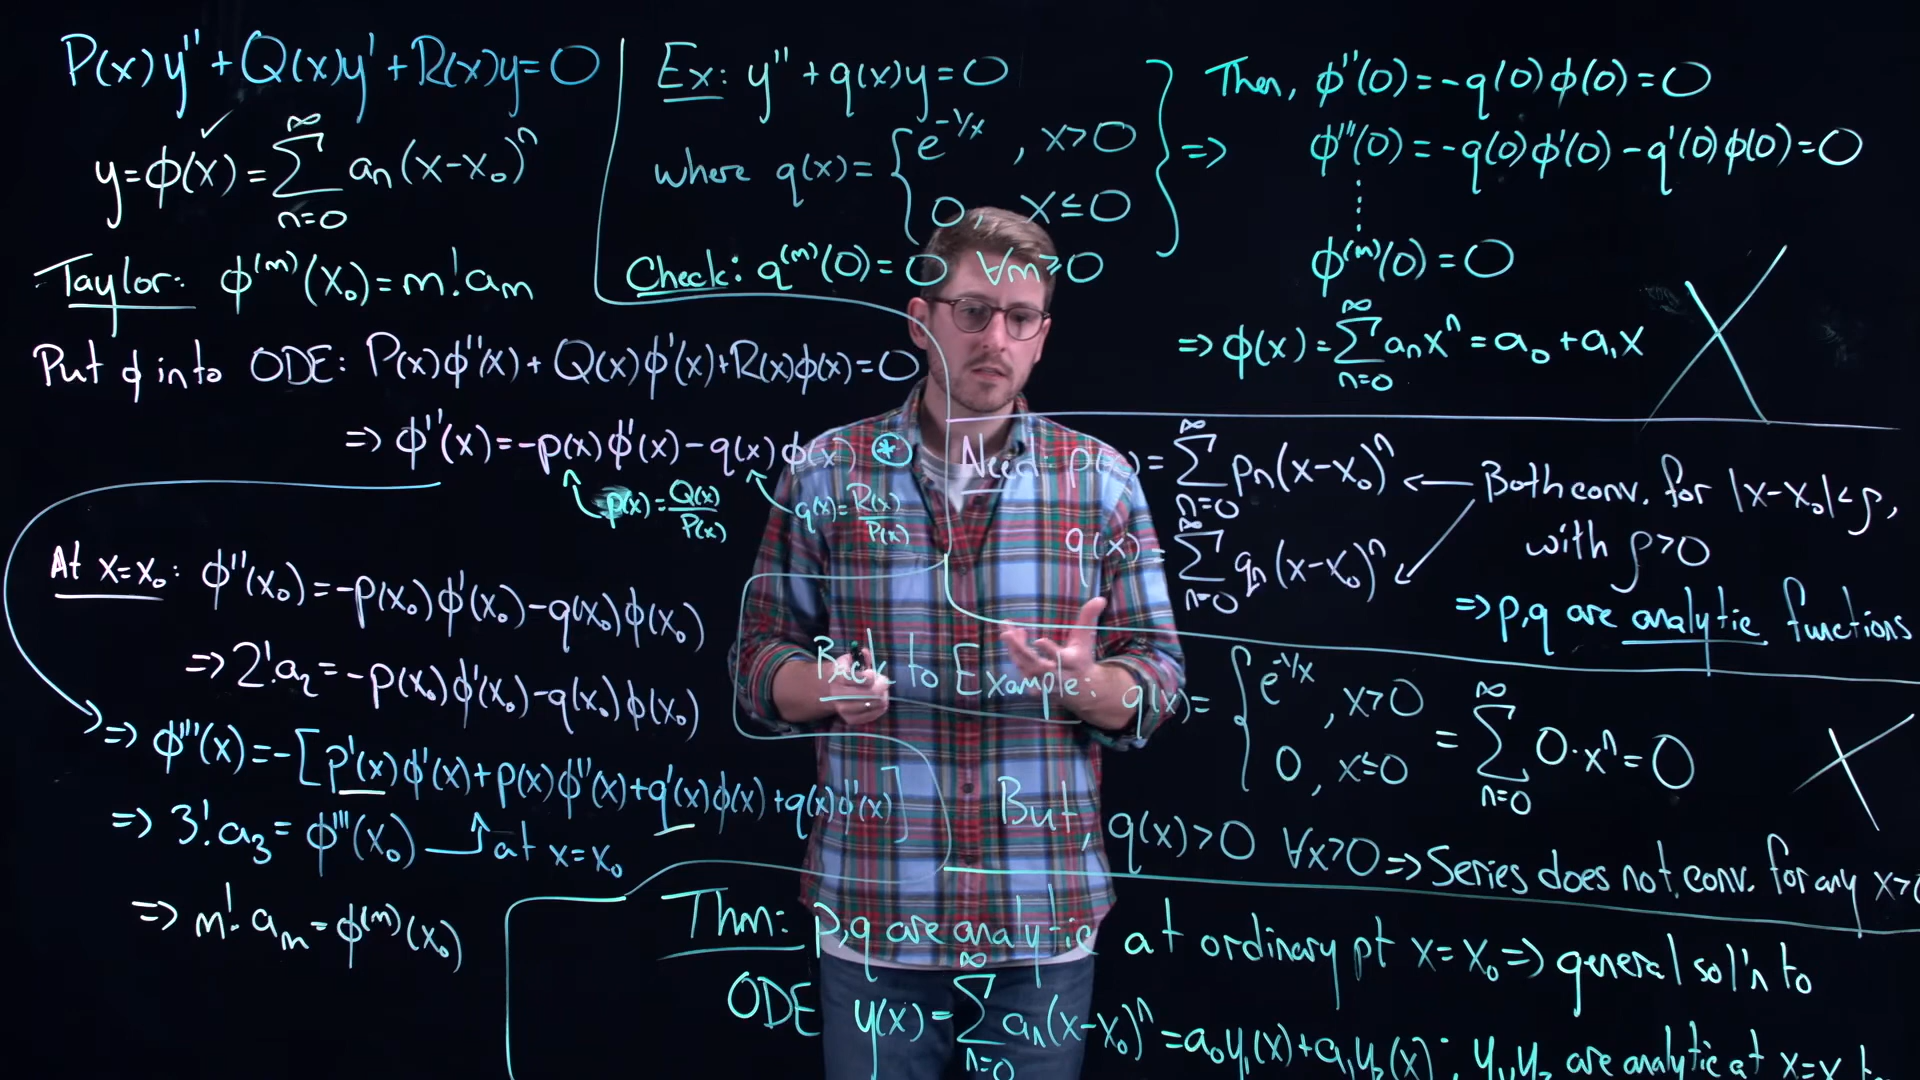 P(x)y''+Q(x)y'+R(x)y=0
y=ϕ(x)=∑_{n=0}^{∞} a_n(x-x_0)^n
Taylor: ϕ^{(m)}(x_0)=m!a_m
Put ϕ into ODE: P(x)ϕ''(x)+Q(x)ϕ'(x)+R(x)ϕ(x)=0
=> ϕ''(x)=-p(x)ϕ'(x)-q(x)ϕ(x) (*)
p(x)=Q(x)/P(x)
q(x)=R(x)/P(x)
At x=x_0: ϕ''(x_0)=-p(x_0)ϕ'(x_0)-q(x_0)ϕ(x_0)
=> 2!a_2=-p(x_0)ϕ'(x_0)-q(x_0)ϕ(x_0)
=> ϕ'''(x)=-[p'(x)ϕ'(x)+p(x)ϕ''(x)+q'(x)ϕ(x)+q(x)ϕ'(x)]
=> 3!a_3=ϕ'''(x_0) at x=x_0
=> m!a_m=ϕ^{(m)}(x_0)
Ex: y''+q(x)y=0
where q(x)={e^{-1/x}, x>0
0, x≤0
Check: q^{(m)}(0)=0 ∀m≥0
=> Then, ϕ''(0)=-q(0)ϕ(0)=0
ϕ'''(0)=-q(0)ϕ'(0)-q'(0)ϕ(0)=0
⋮
ϕ^{(m)}(0)=0
=> ϕ(x)=∑_{n=0}^{∞} a_n x^n=a_0+a_1x
Need: p(x)=∑_{n=0}^{∞} p_n(x-x_0)^n
q(x)=∑_{n=0}^{∞} q_n(x-x_0)^n
Both conv. for |x-x_0|<ρ,
with ρ>0
=> p,q are analytic functions
Back to Example: q(x)={e^{-1/x}, x>0
0, x≤0
=∑_{n=0}^{∞} 0·x^n=0
But, q(x)>0 ∀x>0 => Series does not conv. for any x>0
Thm: p,q are analytic at ordinary pt x=x_0 => general sol'n to
ODE y(x)=∑_{n=0}^{∞} a_n(x-x_0)^n=a_0y_1(x)+a_1y_2(x); y_1,y_2 are analytic at x=x